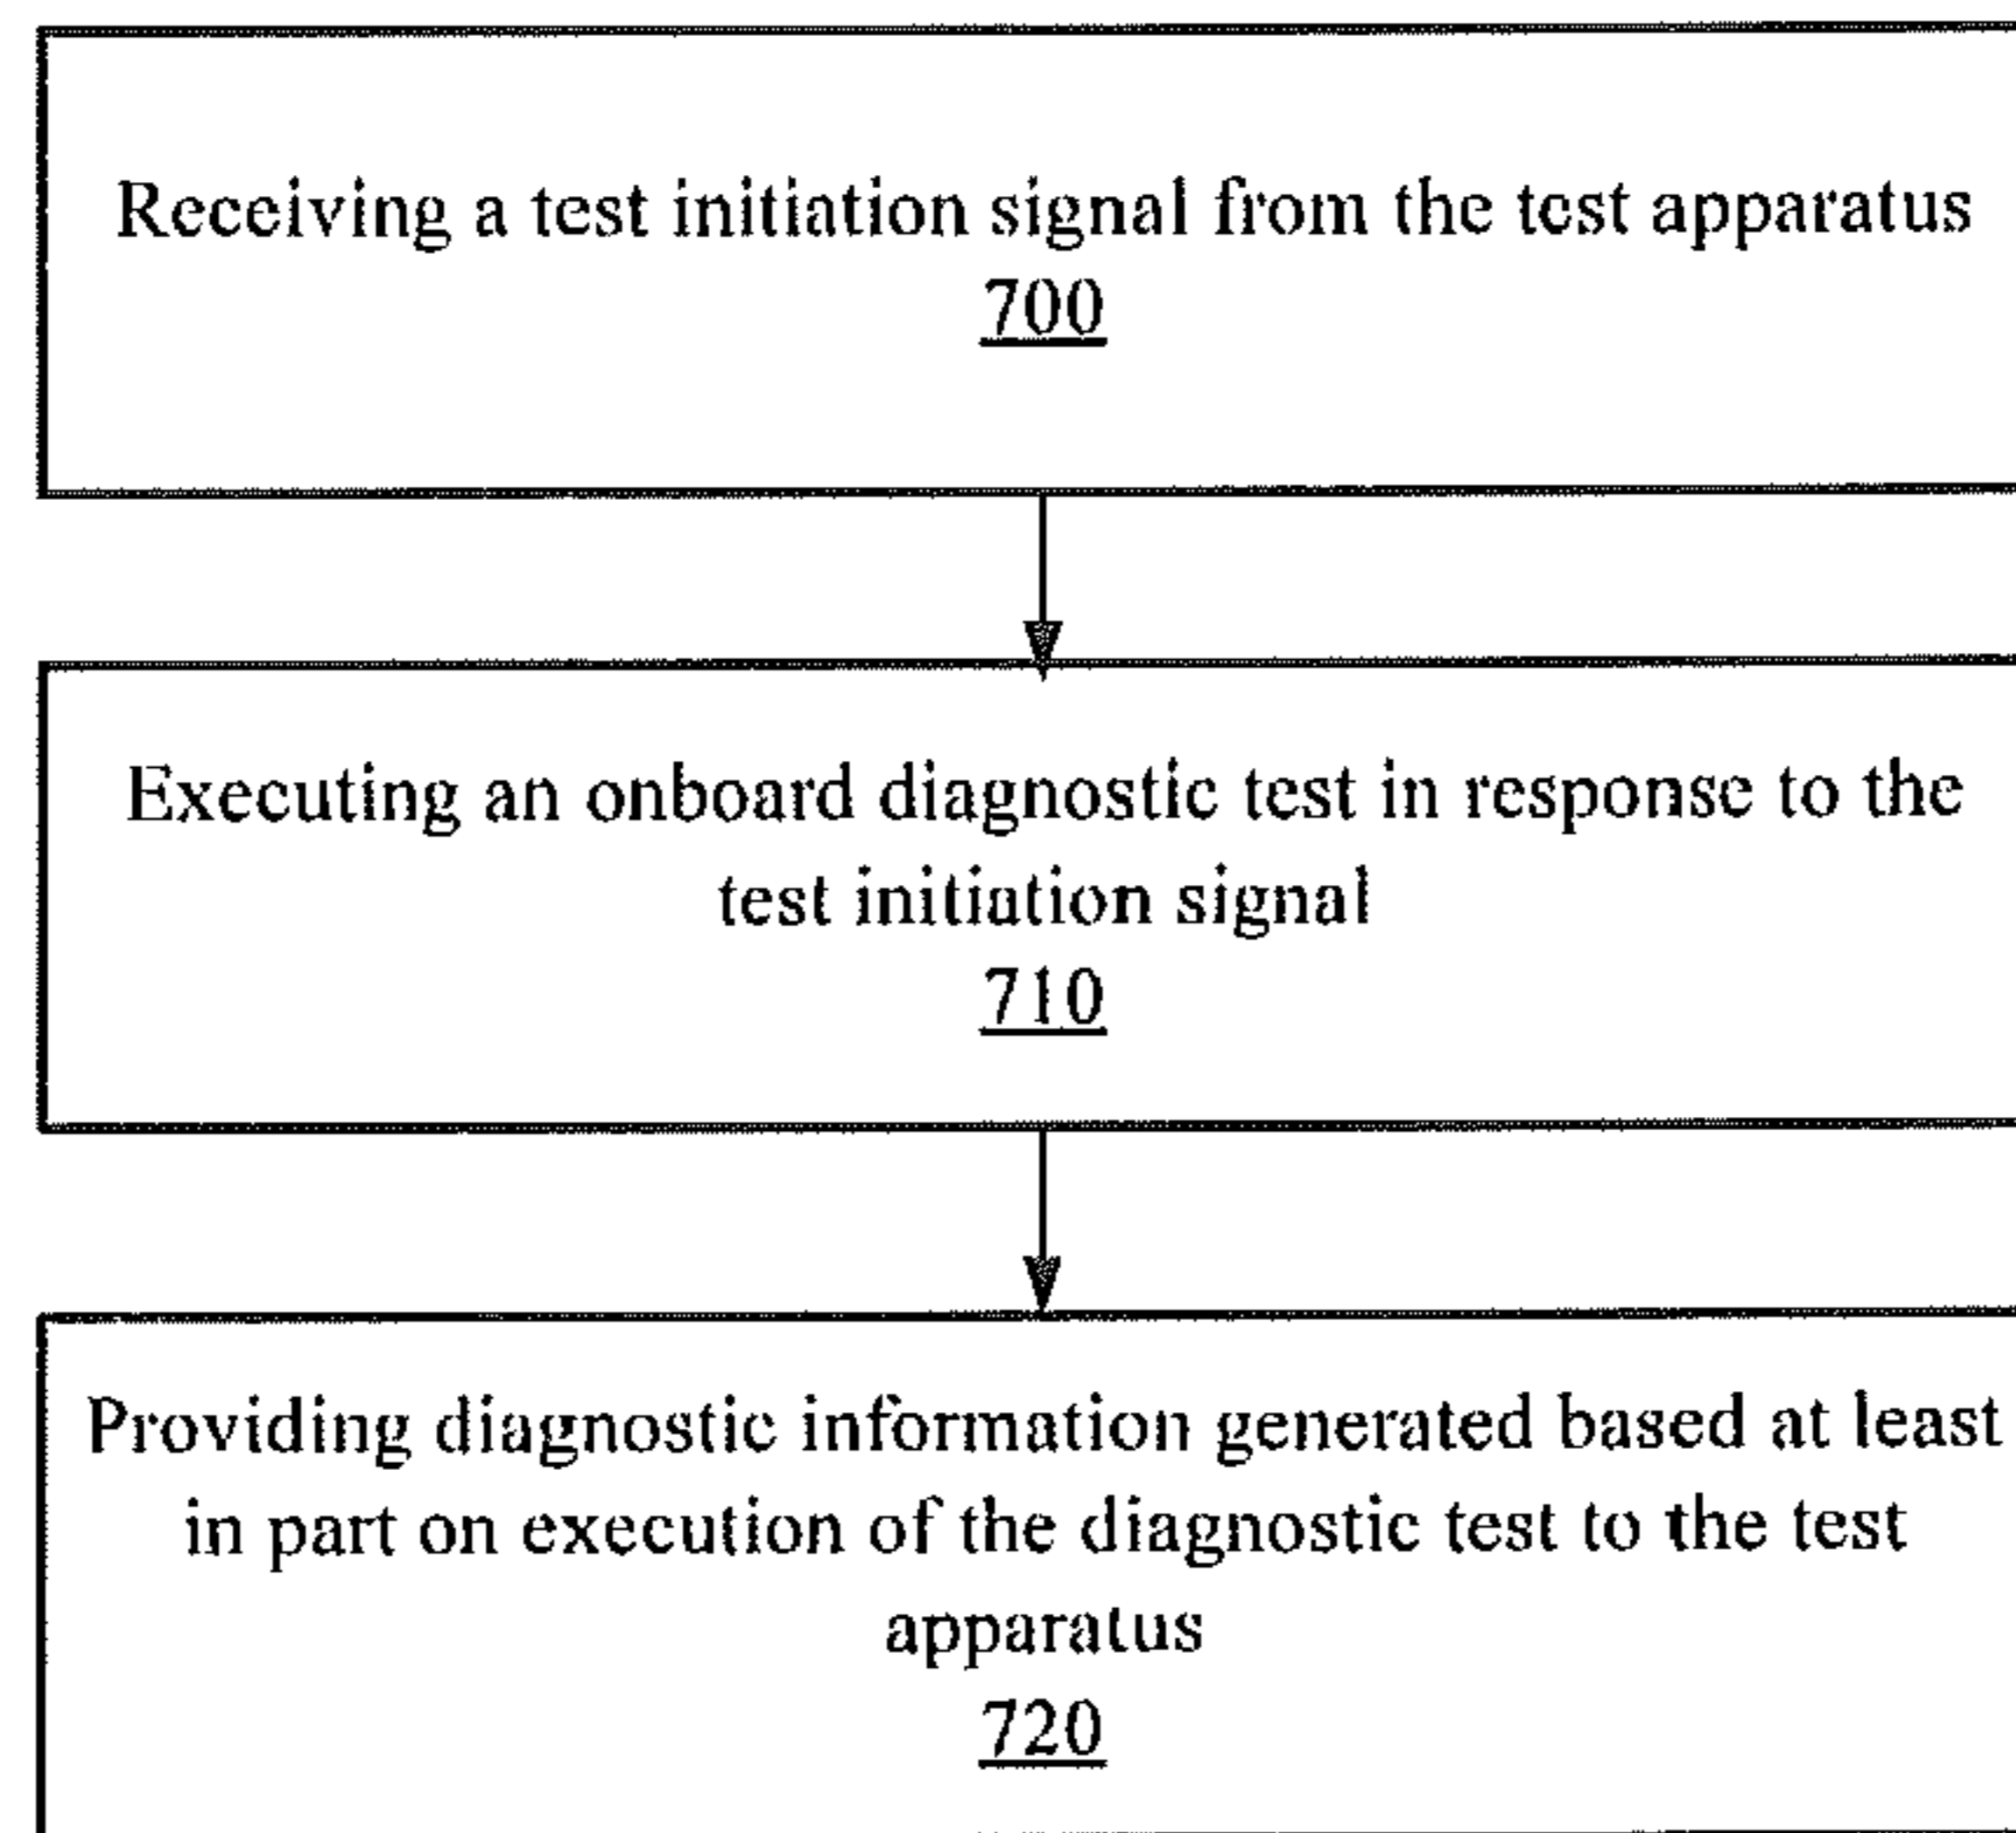 Receiving a test initiation signal from the test apparatus
700
Executing an onboard diagnostic test in response to the
test initiation signal
710
Providing diagnostic information generated based at least
in part on execution of the diagnostic test to the test
apparatus
720